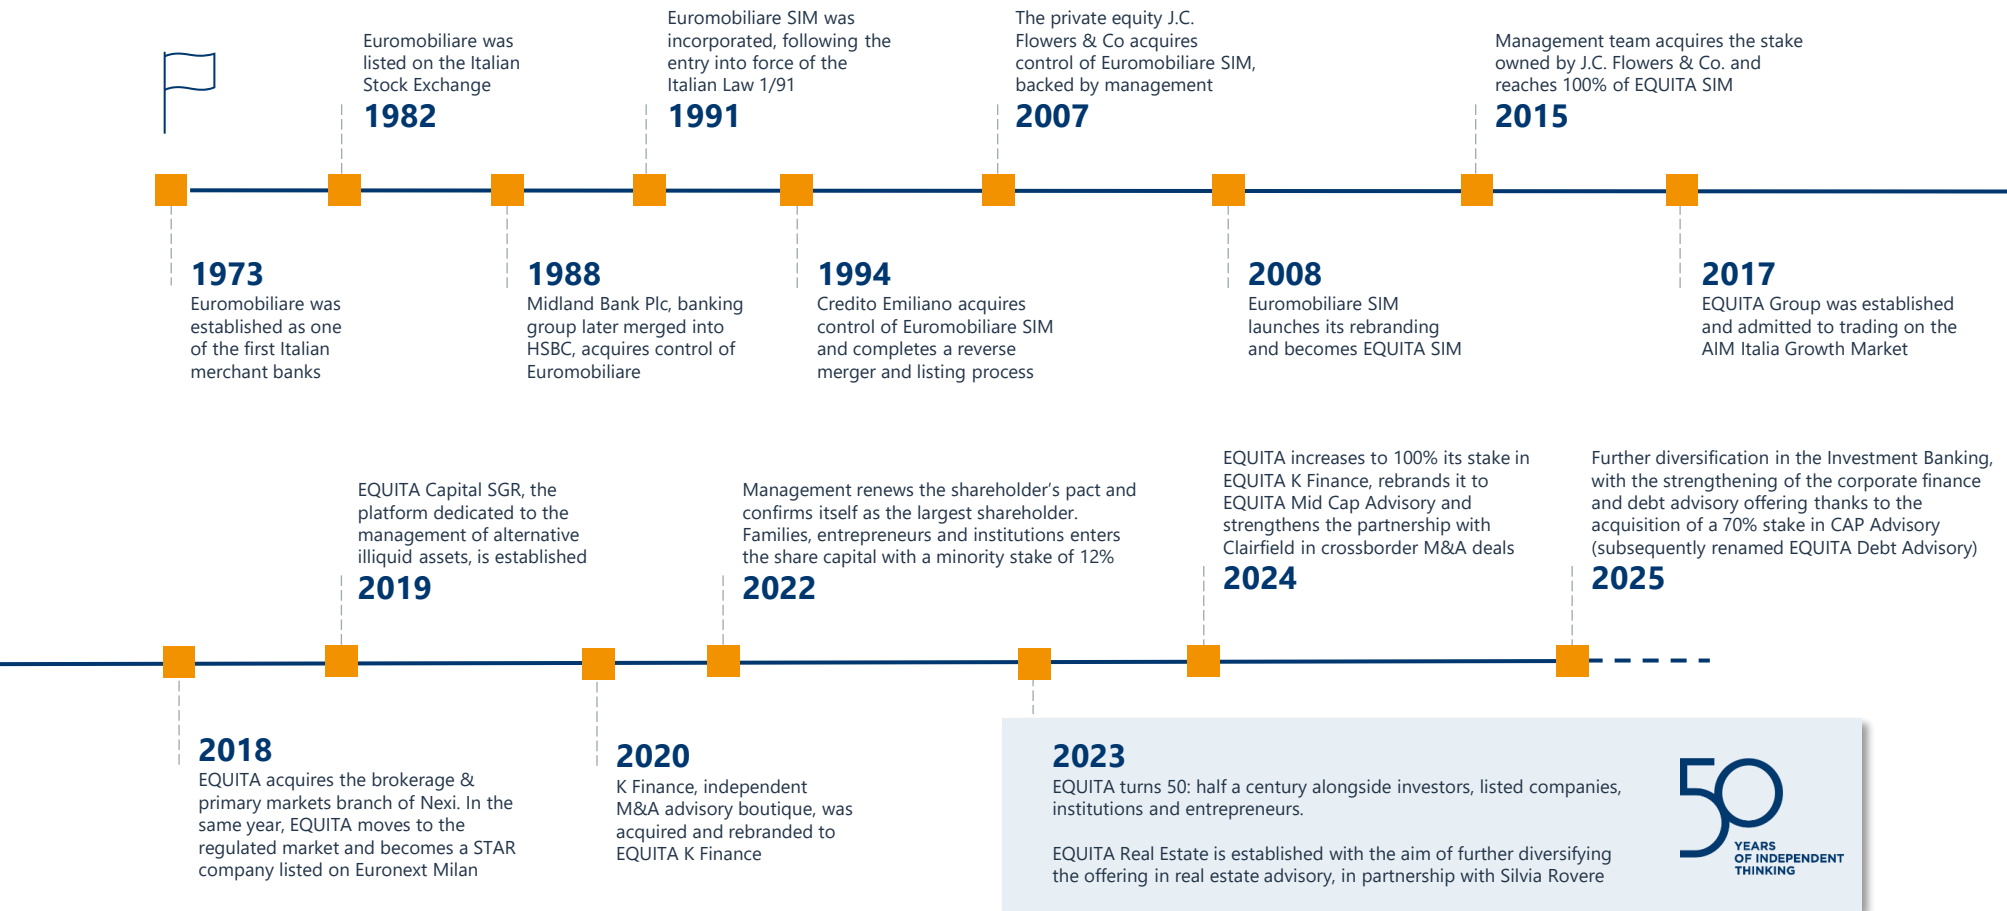 Euromobiliare was
listed on the Italian
Stock Exchange
1982
Euromobiliare SIM was
incorporated, following the
entry into force of the
Italian Law 1/91
1991
The private equity J.C.
Flowers & Co acquires
control of Euromobiliare SIM,
backed by management
2007
Management team acquires the stake
owned by J.C. Flowers & Co. and
reaches 100% of EQUITA SIM
2015
1973
Euromobiliare was
established as one
of the first Italian
merchant banks
1988
Midland Bank Plc, banking
group later merged into
HSBC, acquires control of
Euromobiliare
1994
Credito Emiliano acquires
control of Euromobiliare SIM
and completes a reverse
merger and listing process
2008
Euromobiliare SIM
launches its rebranding
and becomes EQUITA SIM
2017
EQUITA Group was established
and admitted to trading on the
AIM Italia Growth Market
EQUITA Capital SGR, the
platform dedicated to the
management of alternative
illiquid assets, is established
2019
Management renews the shareholder’s pact and
confirms itself as the largest shareholder.
Families, entrepreneurs and institutions enters
the share capital with a minority stake of 12%
2022
EQUITA increases to 100% its stake in
EQUITA K Finance, rebrands it to
EQUITA Mid Cap Advisory and
strengthens the partnership with
Clairfield in crossborder M&A deals
2024
Further diversification in the Investment Banking,
with the strengthening of the corporate finance
and debt advisory offering thanks to the
acquisition of a 70% stake in CAP Advisory
(subsequently renamed EQUITA Debt Advisory)
2025
2018
EQUITA acquires the brokerage &
primary markets branch of Nexi. In the
same year, EQUITA moves to the
regulated market and becomes a STAR
company listed on Euronext Milan
2020
K Finance, independent
M&A advisory boutique, was
acquired and rebranded to
EQUITA K Finance
2023
EQUITA turns 50: half a century alongside investors, listed companies,
institutions and entrepreneurs.
EQUITA Real Estate is established with the aim of further diversifying
the offering in real estate advisory, in partnership with Silvia Rovere
50
YEARS
OF INDEPENDENT
THINKING